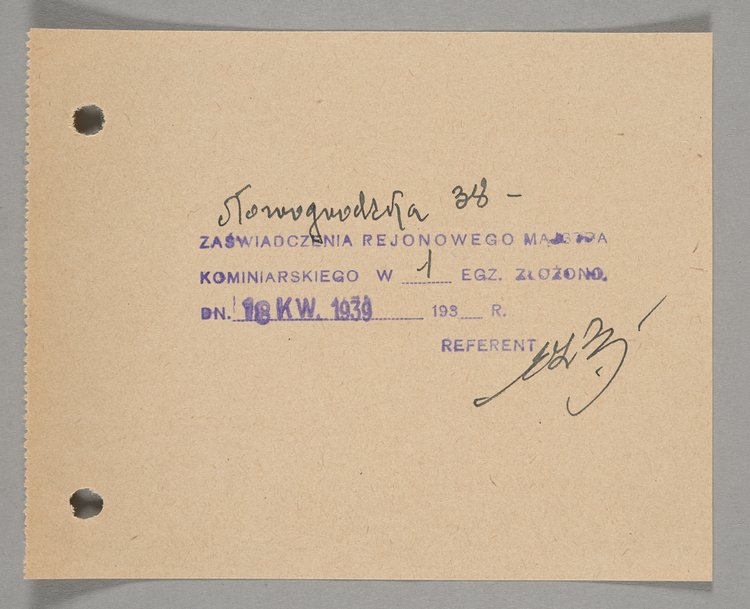 Nowogrodzka 38 -
ZAŚWIADCZENIA REJONOWEGO MAJSTRA
KOMINIARSKIEGO W 1 EGZ. ZŁOŻONO.
DN. 18 KW. 1939 193 R.
REFERENT